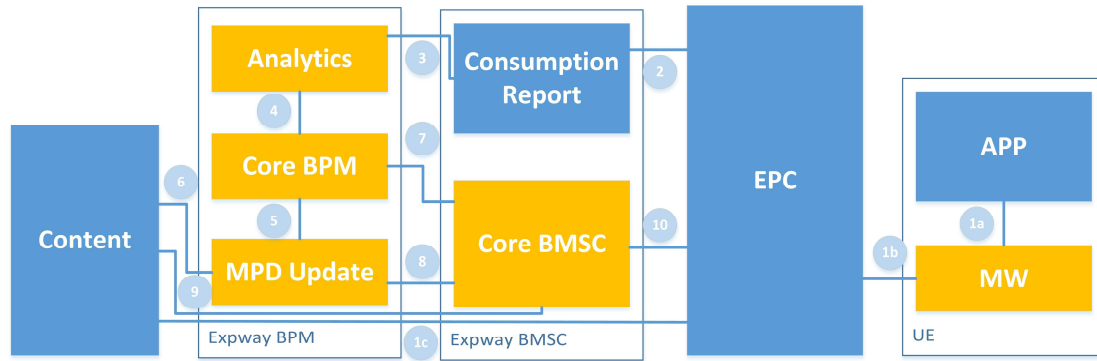 Analytics
3
Consumption
Report
2
4
7
APP
Core BPM
EPC
6
1a
Content
5
Core BMSC
10
MPD Update
8
1b
MW
9
Expway BPM
1c
Expway BMSC
UE